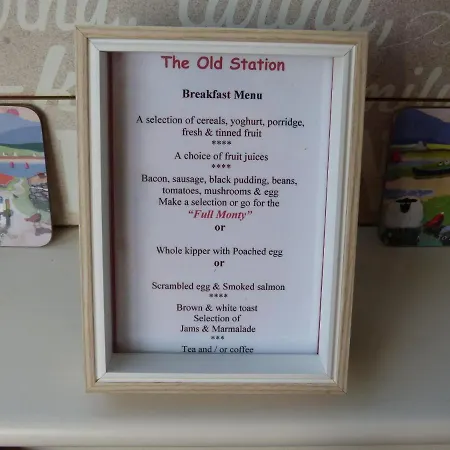 The Old Station
Breakfast Menu
A selection of cereals, yoghurt, porridge,
fresh & tinned fruit
****
A choice of fruit juices
****
Bacon, sausage, black pudding, beans,
tomatoes, mushrooms & egg
Make a selection or go for the
“Full Monty”
or
Whole kipper with Poached egg
or
Scrambled egg & Smoked salmon
****
Brown & white toast
Selection of
Jams & Marmalade
***
Tea and / or coffee